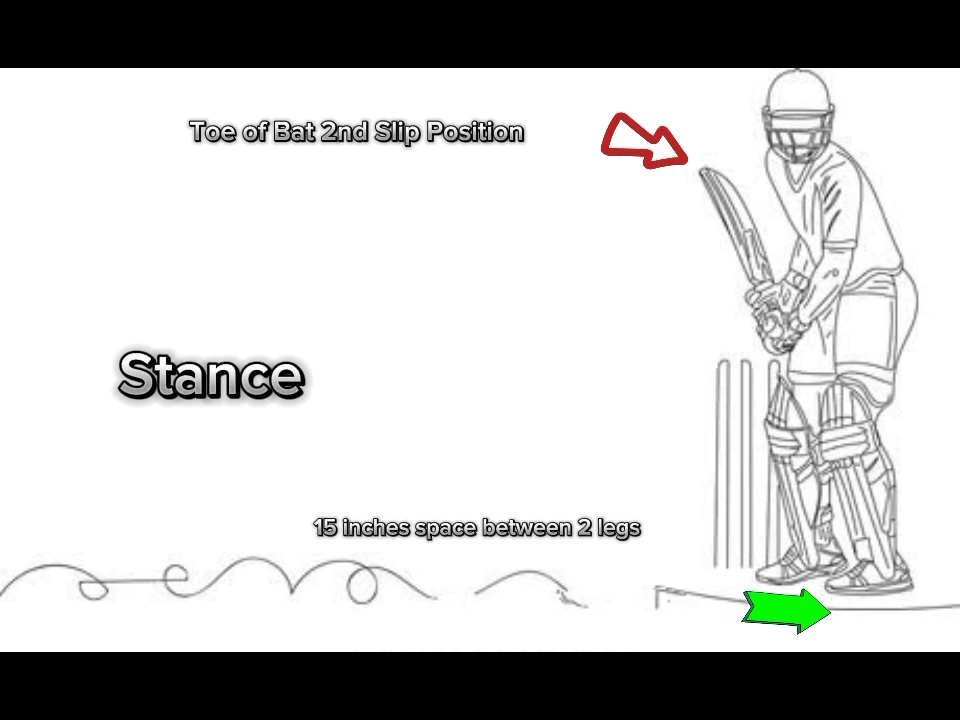 Toe of Bat 2nd Slip Position
Stance
15 inches space between 2 legs